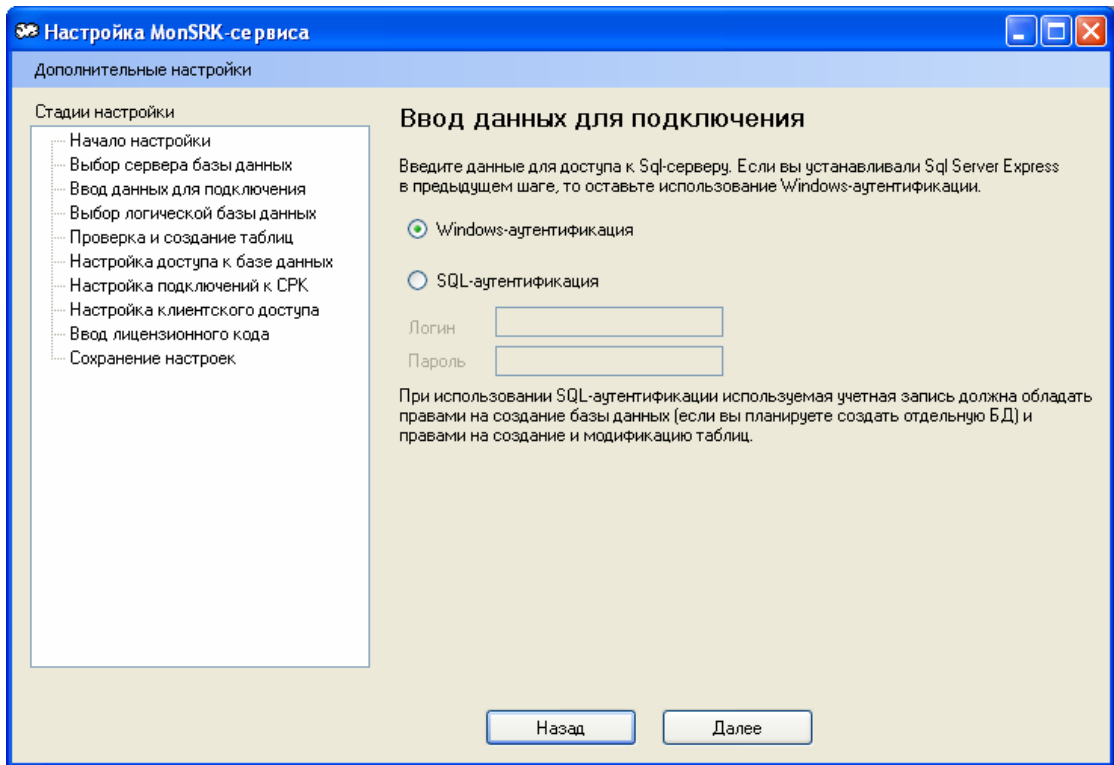 Настройка MonSRK-сервиса
Дополнительные настройки
Стадии настройки
Начало настройки
Выбор сервера базы данных
Ввод данных для подключения
Выбор логической базы данных
Проверка и создание таблиц
Настройка доступа к базе данных
Настройка подключений к СРК
Настройка клиентского доступа
Ввод лицензионного кода
Сохранение настроек
Ввод данных для подключения
Введите данные для доступа к Sql-серверу. Если вы устанавливали Sql Server Express
в предыдущем шаге, то оставьте использование Windows-аутентификации.
Windows-аутентификация
SQL-аутентификация
Логин
Пароль
При использовании SQL-аутентификации используемая учетная запись должна обладать
правами на создание базы данных (если вы планируете создать отдельную БД) и
правами на создание и модификацию таблиц.
Назад
Далее